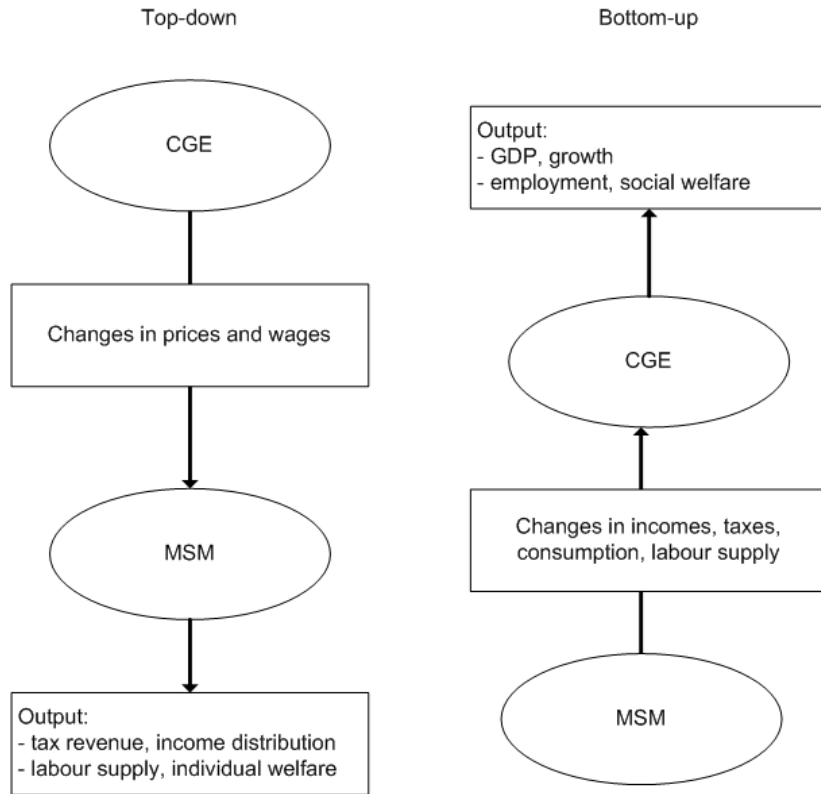 Top-down
CGE
Changes in prices and wages
MSM
Output:
- tax revenue, income distribution
- labour supply, individual welfare
Bottom-up
Output:
- GDP, growth
- employment, social welfare
CGE
Changes in incomes, taxes,
consumption, labour supply
MSM